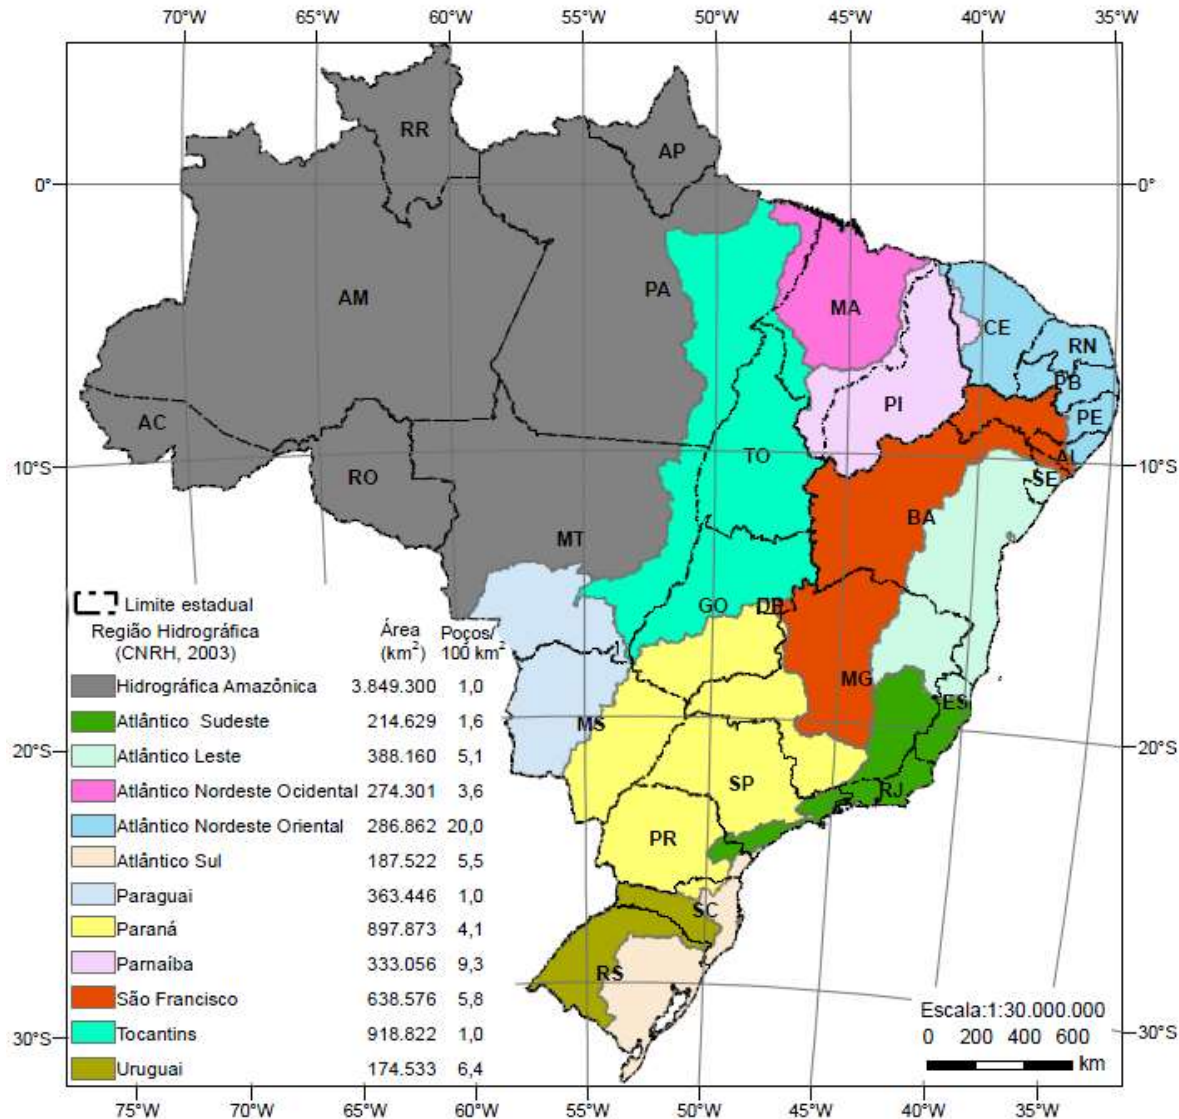 70°W 65°W 60°W 55°W 50°W 45°W 40°W 35°W
RR
AP
0° 0°
AM
PA
MA
CE
RN
PB
PE
PI
AC
RO
TO
AL
SE
10°S 10°S
BA
MT
GO
DF
MG
ES
MS
20°S 20°S
SP
RJ
PR
SC
RS
30°S 30°S
Limite estadual
Região Hidrográfica Área Poços/
(CNRH, 2003) (km²) 100 km²
Hidrográfica Amazônica 3.849.300 1,0
Atlântico Sudeste 214.629 1,6
Atlântico Leste 388.160 5,1
Atlântico Nordeste Ocidental 274.301 3,6
Atlântico Nordeste Oriental 286.862 20,0
Atlântico Sul 187.522 5,5
Paraguai 363.446 1,0
Paraná 897.873 4,1
Parnaíba 333.056 9,3
São Francisco 638.576 5,8
Tocantins 918.822 1,0
Uruguai 174.533 6,4
Escala:1:30.000.000
0 200 400 600
km
75°W 70°W 65°W 60°W 55°W 50°W 45°W 40°W 35°W